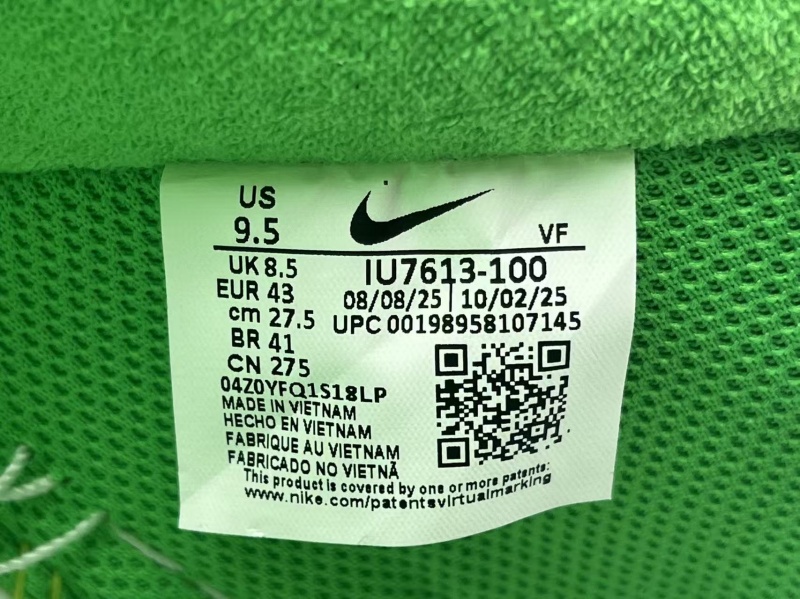 US
9.5
VF
UK 8.5
EUR 43
cm 27.5
BR 41
CN 275
IU7613-100
08/08/25 | 10/02/25
UPC 00198958107145
04Z0YFQ1S18LP
MADE IN VIETNAM
HECHO EN VIETNAM
FABRIQUE AU VIETNAM
FABRICADO NO VIETNÃ
This product is covered by one or more patents:
www.nike.com/patentsvirtualmarking